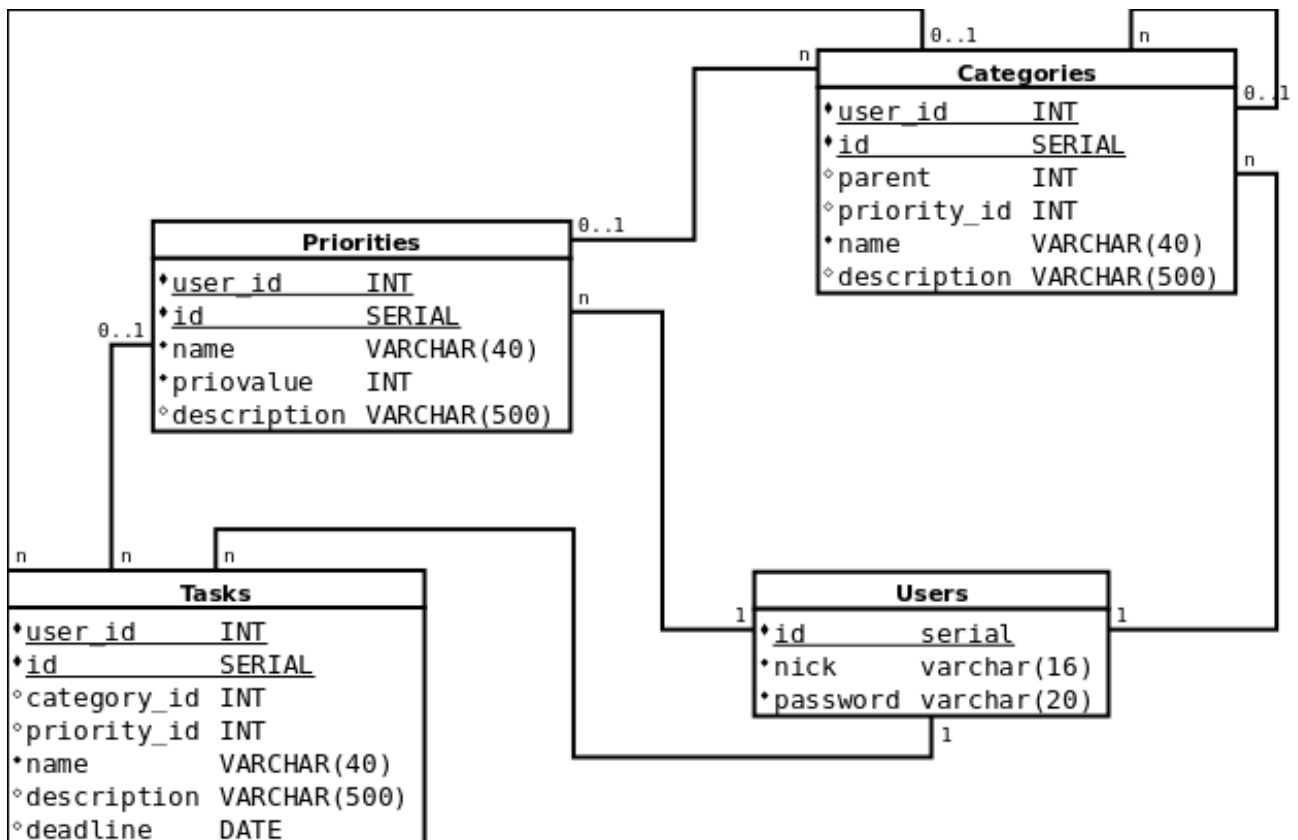 0..1
n
n
Categories
0..1
user_id INT
id SERIAL
n
parent INT
priority_id INT
name VARCHAR(40)
description VARCHAR(500)
0..1
Priorities
user_id INT
n
id SERIAL
0..1
name VARCHAR(40)
priovalue INT
description VARCHAR(500)
n
n
n
Tasks
user_id INT
id SERIAL
category_id INT
priority_id INT
name VARCHAR(40)
description VARCHAR(500)
deadline DATE
Users
1
1
id serial
nick varchar(16)
password varchar(20)
1